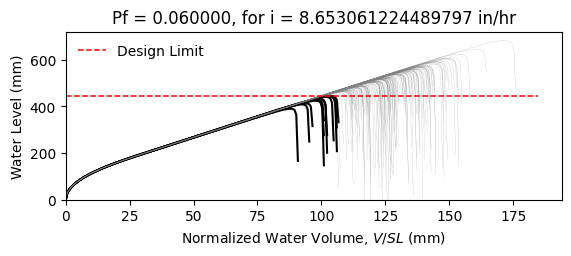 Pf = 0.060000, for i = 8.653061224489797 in/hr
Design Limit
Water Level (mm)
600
400
200
0
0 25 50 75 100 125 150 175
Normalized Water Volume, V/SL (mm)